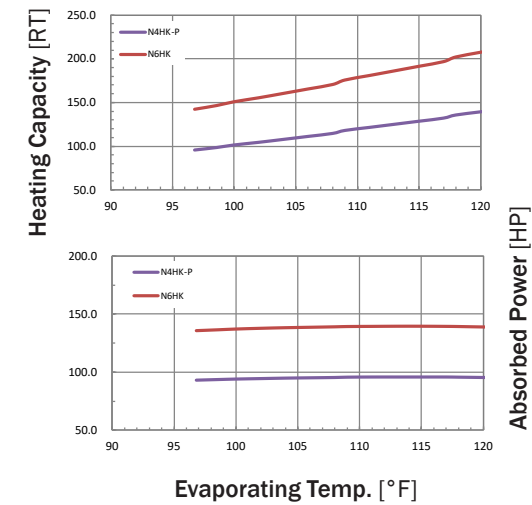 Heating Capacity [RT]
250.0
200.0
150.0
100.0
50.0
N4HK-P
N6HK
90 95 100 105 110 115 120
Absorbed Power [HP]
200.0
150.0
100.0
50.0
N4HK-P
N6HK
90 95 100 105 110 115 120
Evaporating Temp. [°F]